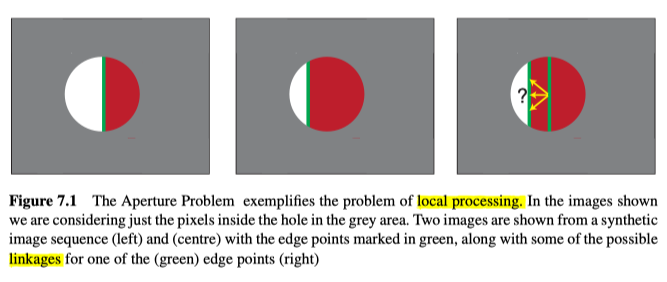 ?
Figure 7.1 The Aperture Problem exemplifies the problem of local processing. In the images shown
we are considering just the pixels inside the hole in the grey area. Two images are shown from a synthetic
image sequence (left) and (centre) with the edge points marked in green, along with some of the possible
linkages for one of the (green) edge points (right)